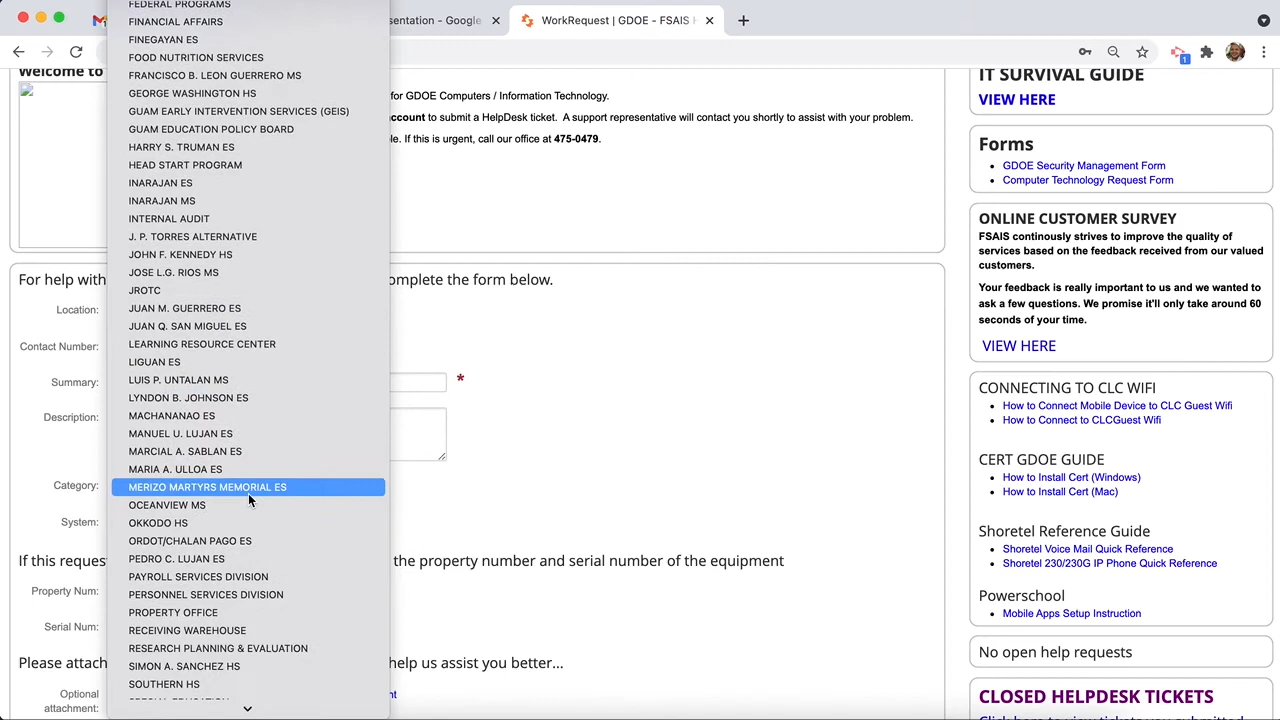 sentation - Google
WorkRequest | GDOE - FSAIS H
1
FEDERAL PROGRAMS
FINANCIAL AFFAIRS
FINEGAYAN ES
FOOD NUTRITION SERVICES
FRANCISCO B. LEON GUERRERO MS
GEORGE WASHINGTON HS
GUAM EARLY INTERVENTION SERVICES (GEIS)
GUAM EDUCATION POLICY BOARD
HARRY S. TRUMAN ES
HEAD START PROGRAM
INARAJAN ES
INARAJAN MS
INTERNAL AUDIT
J. P. TORRES ALTERNATIVE
JOHN F. KENNEDY HS
JOSE L.G. RIOS MS
JROTC
JUAN M. GUERRERO ES
JUAN Q. SAN MIGUEL ES
LEARNING RESOURCE CENTER
LIGUAN ES
LUIS P. UNTALAN MS
LYNDON B. JOHNSON ES
MACHANANAO ES
MANUEL U. LUJAN ES
MARCIAL A. SABLAN ES
MARIA A. ULLOA ES
MERIZO MARTYRS MEMORIAL ES
OCEANVIEW MS
OKKODO HS
ORDOT/CHALAN PAGO ES
PEDRO C. LUJAN ES
PAYROLL SERVICES DIVISION
PERSONNEL SERVICES DIVISION
PROPERTY OFFICE
RECEIVING WAREHOUSE
RESEARCH PLANNING & EVALUATION
SIMON A. SANCHEZ HS
SOUTHERN HS
Welcome to
for GDOE Computers / Information Technology.
ccount to submit a HelpDesk ticket. A support representative will contact you shortly to assist with your problem.
le. If this is urgent, call our office at 475-0479.
For help with
omplete the form below.
Location:
Contact Number:
Summary:
*
Description:
Category:
System:
If this reques
the property number and serial number of the equipment
Property Num:
Serial Num:
Please attach
help us assist you better...
Optional
attachment:
nt
IT SURVIVAL GUIDE
VIEW HERE
Forms
GDOE Security Management Form
Computer Technology Request Form
ONLINE CUSTOMER SURVEY
FSAIS continously strives to improve the quality of
services based on the feedback received from our valued
customers.
Your feedback is really important to us and we wanted to
ask a few questions. We promise it'll only take around 60
seconds of your time.
VIEW HERE
CONNECTING TO CLC WIFI
How to Connect Mobile Device to CLC Guest Wifi
How to Connect to CLCGuest Wifi
CERT GDOE GUIDE
How to Install Cert (Windows)
How to Install Cert (Mac)
Shoretel Reference Guide
Shoretel Voice Mail Quick Reference
Shoretel 230/230G IP Phone Quick Reference
Powerschool
Mobile Apps Setup Instruction
No open help requests
CLOSED HELPDESK TICKETS